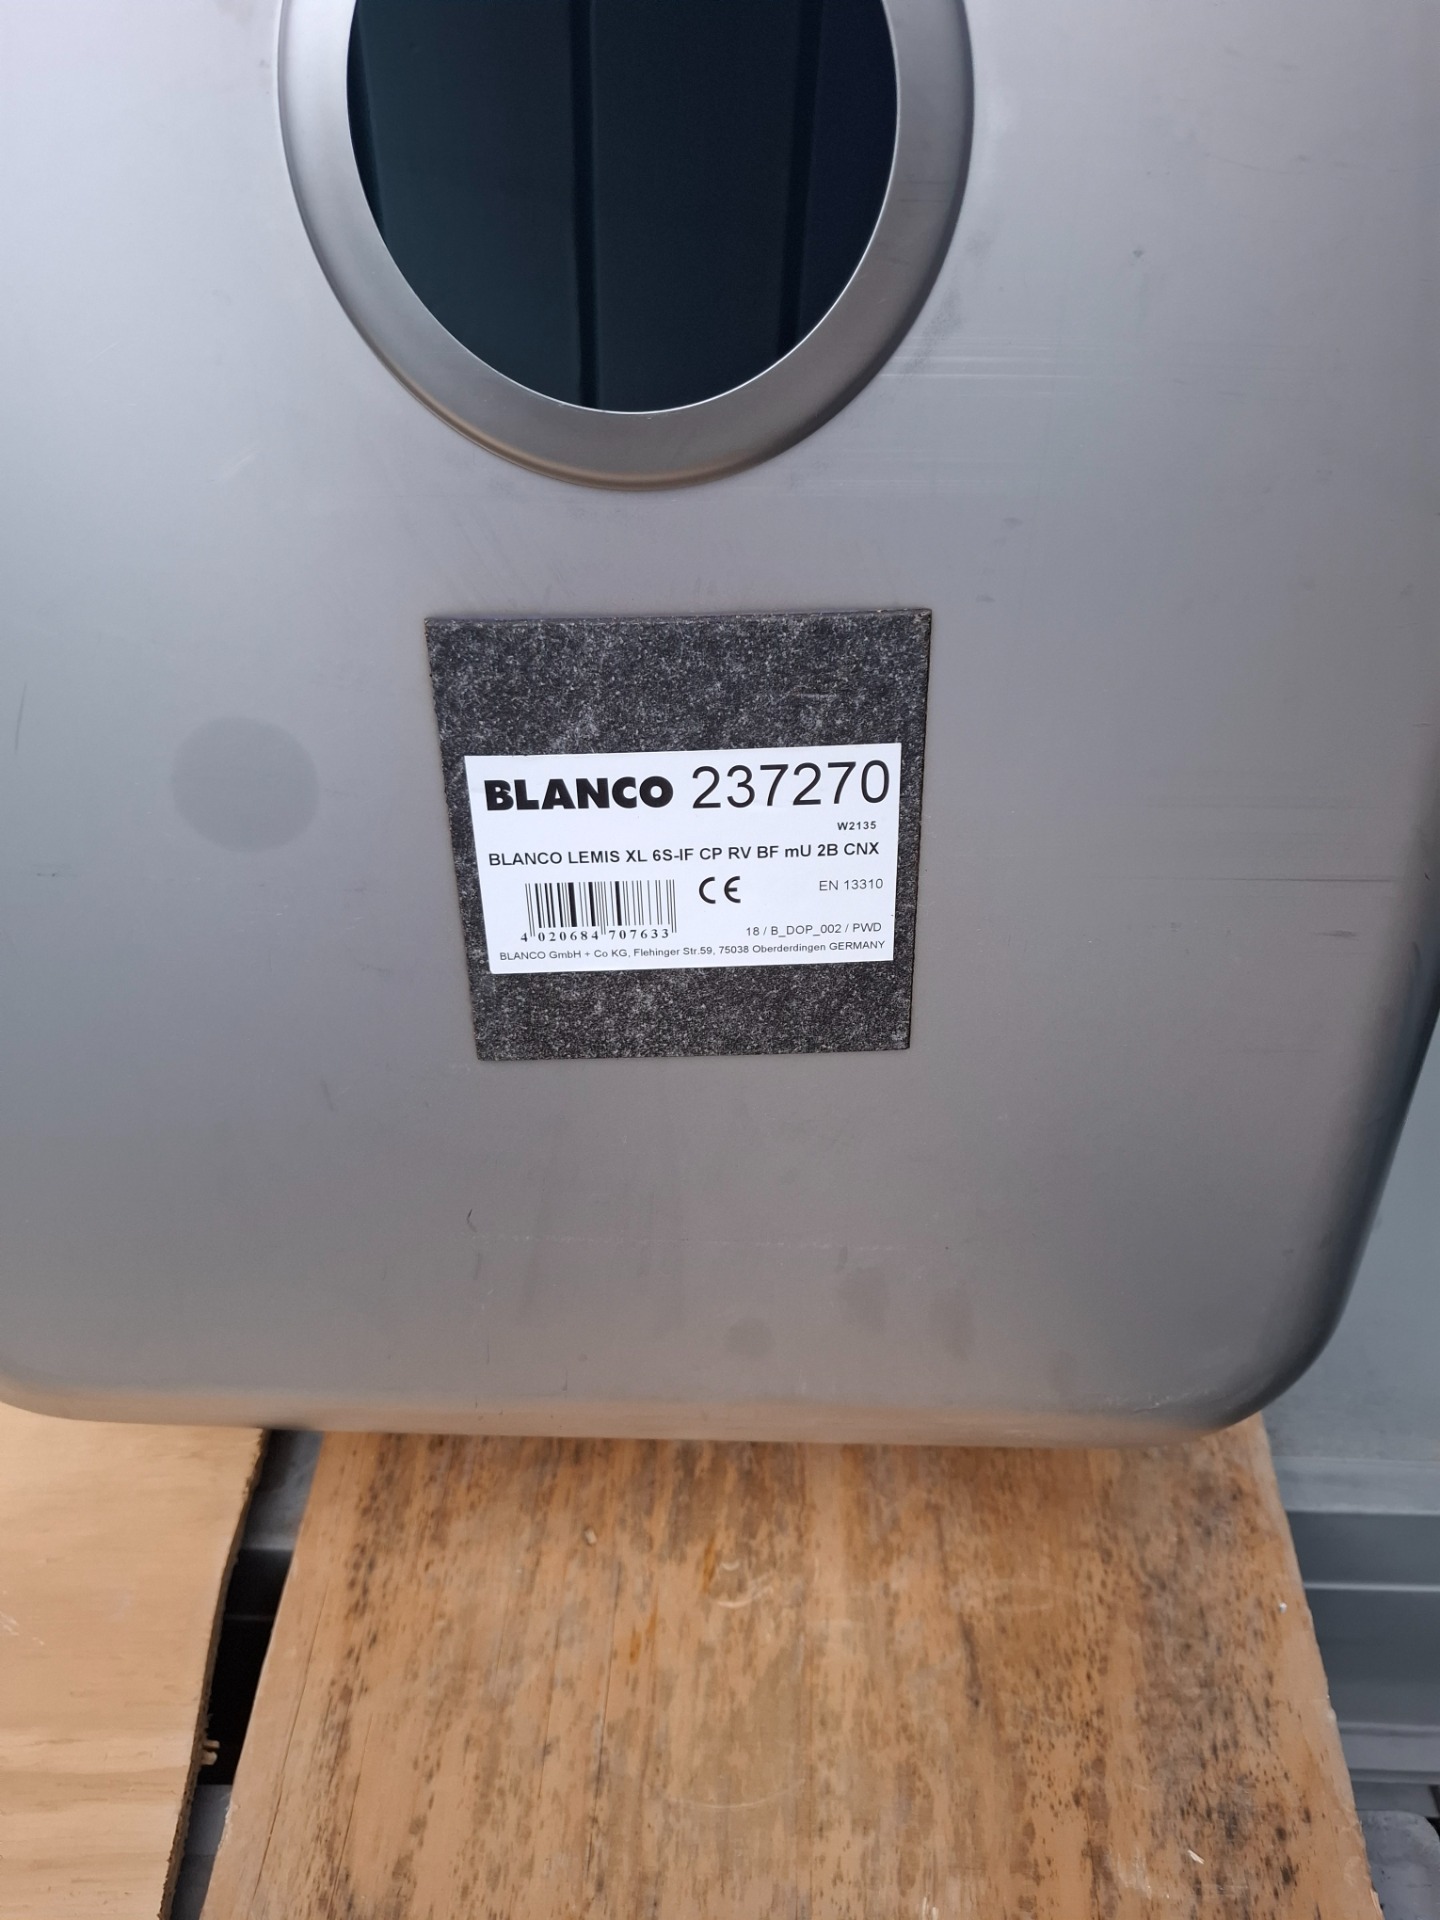 BLANCO 237270
W2135
BLANCO LEMIS XL 6S-IF CP RV BF mU 2B CNX
CE EN 13310
4 020684 707633
18 / B_DOP_002 / PWD
BLANCO GmbH + Co KG, Flehinger Str.59, 75038 Oberderdingen GERMANY